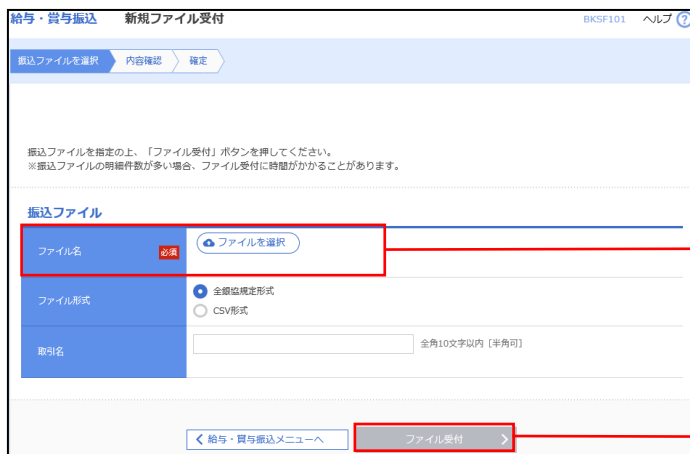 給与・賞与振込 新規ファイル受付 BKSF101 ヘルプ ?
振込ファイルを選択 内容確認 確定
振込ファイルを指定の上、「ファイル受付」ボタンを押してください。
※振込ファイルの明細件数が多い場合、ファイル受付に時間がかかることがあります。
振込ファイル
ファイル名 必須 ファイルを選択
ファイル形式 全銀協規定形式
CSV形式
取引名 全角10文字以内 [半角可]
給与・賞与振込メニューへ ファイル受付